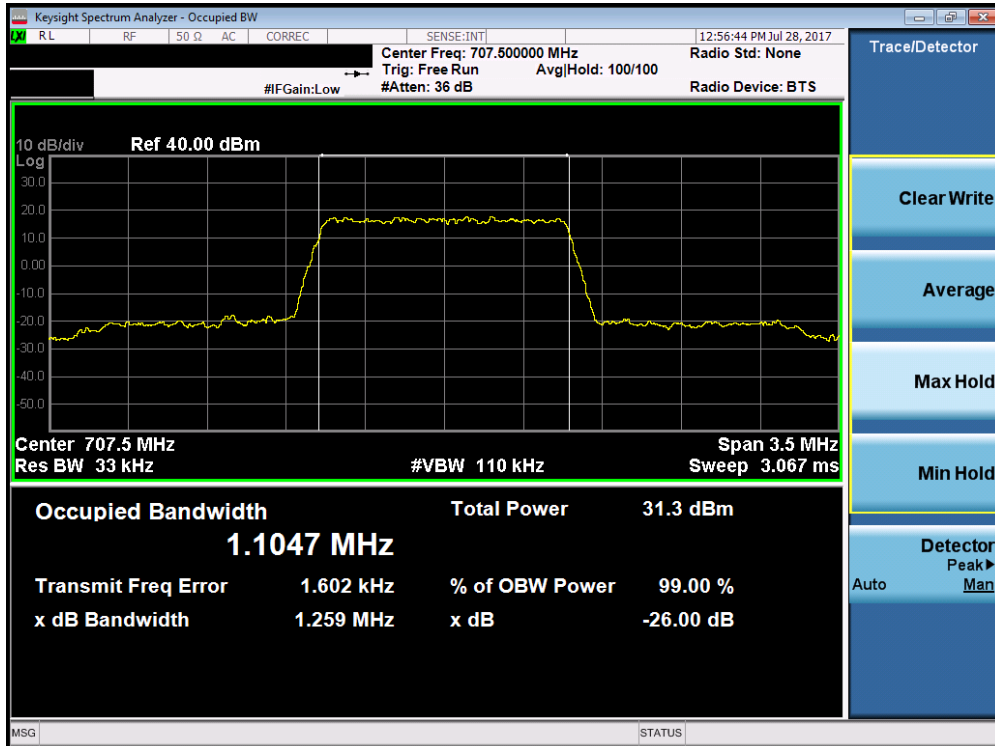 Keysight Spectrum Analyzer - Occupied BW
LXI RL RF 50 Ω AC CORREC SENSE:INT 12:56:44 PM Jul 28, 2017
Center Freq: 707.500000 MHz Radio Std: None
Trig: Free Run Avg|Hold: 100/100
#IFGain:Low #Atten: 36 dB Radio Device: BTS
10 dB/div Ref 40.00 dBm
Log
30.0
20.0
10.0
0.00
-10.0
-20.0
-30.0
-40.0
-50.0
Center 707.5 MHz Span 3.5 MHz
Res BW 33 kHz #VBW 110 kHz Sweep 3.067 ms
Occupied Bandwidth Total Power 31.3 dBm
1.1047 MHz
Transmit Freq Error 1.602 kHz % of OBW Power 99.00 %
x dB Bandwidth 1.259 MHz x dB -26.00 dB
MSG STATUS
Trace/Detector
Clear Write
Average
Max Hold
Min Hold
Detector
Peak▶
Auto Man